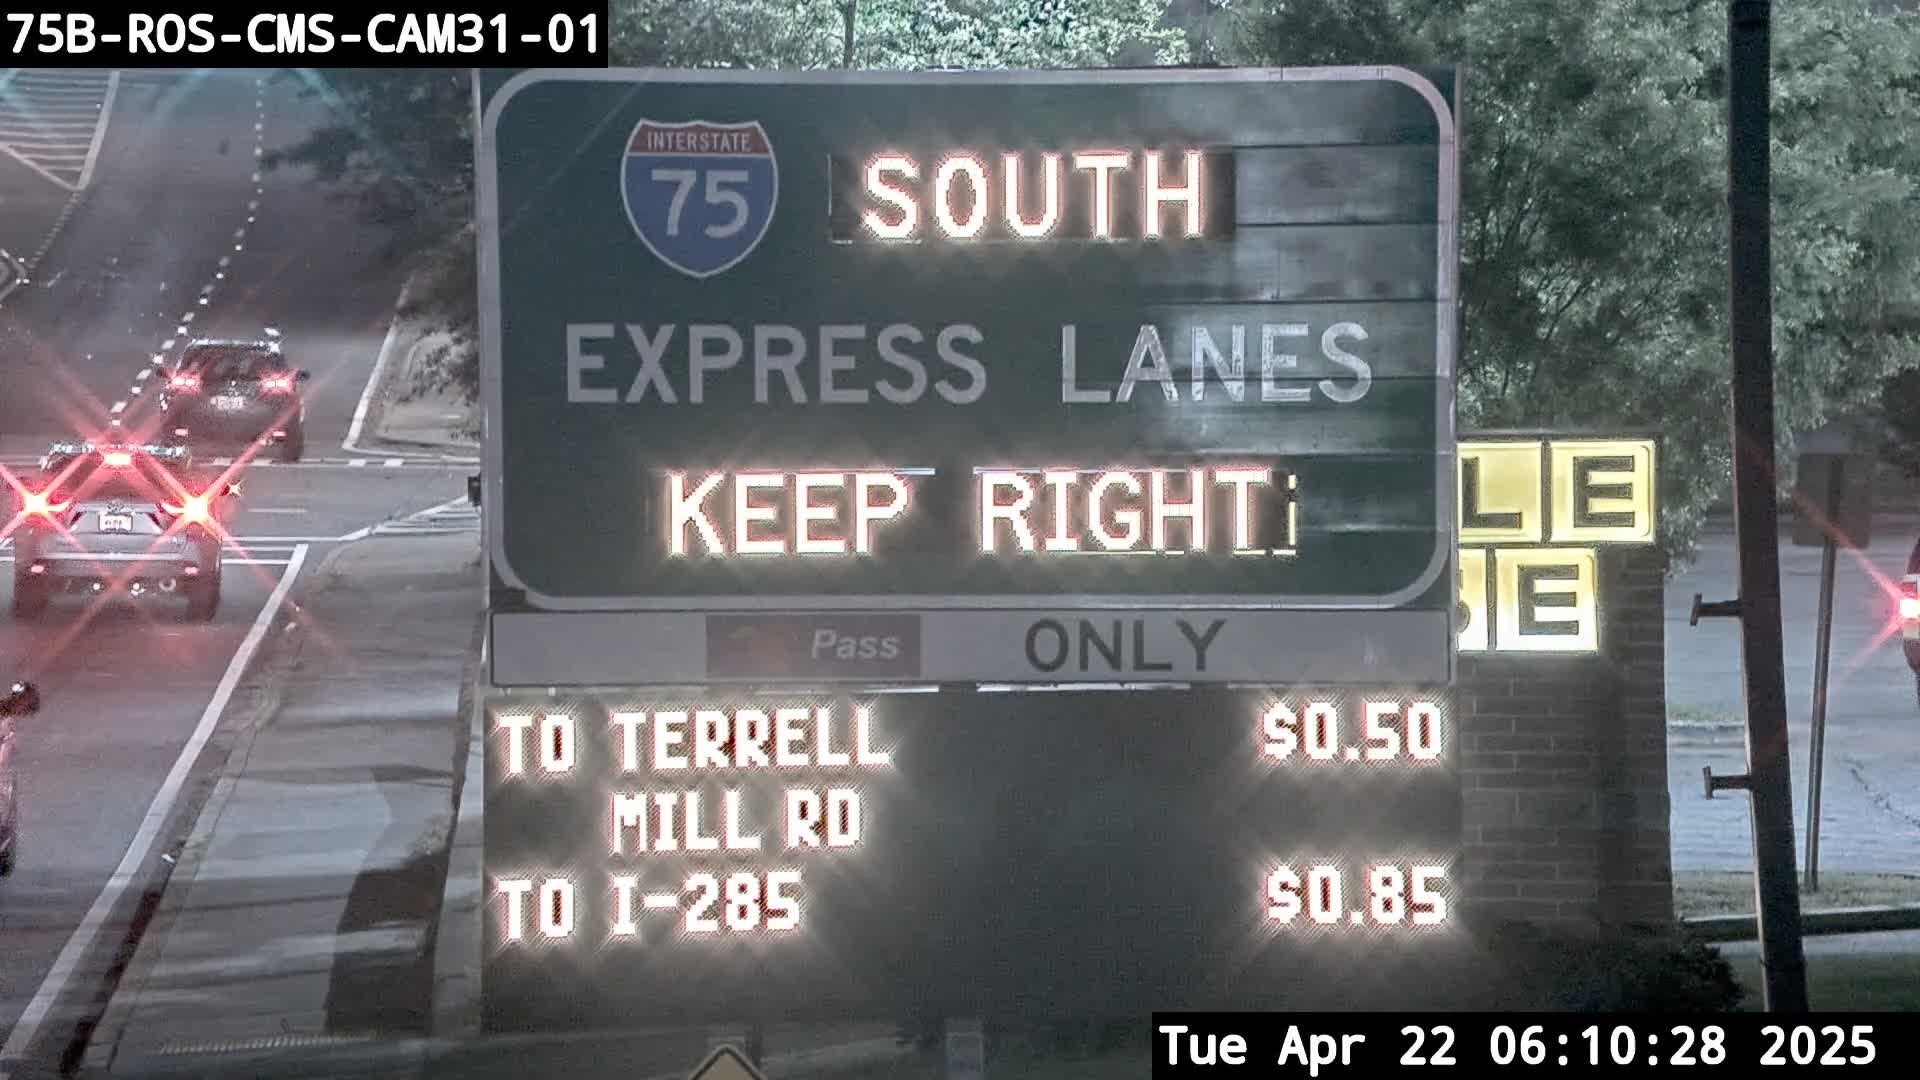 75B-ROS-CMS-CAM31-01
INTERSTATE
75
SOUTH
EXPRESS LANES
KEEP RIGHT
Pass ONLY
TO TERRELL $0.50
MILL RD
TO I-285 $0.85
LE
E
Tue Apr 22 06:10:28 2025